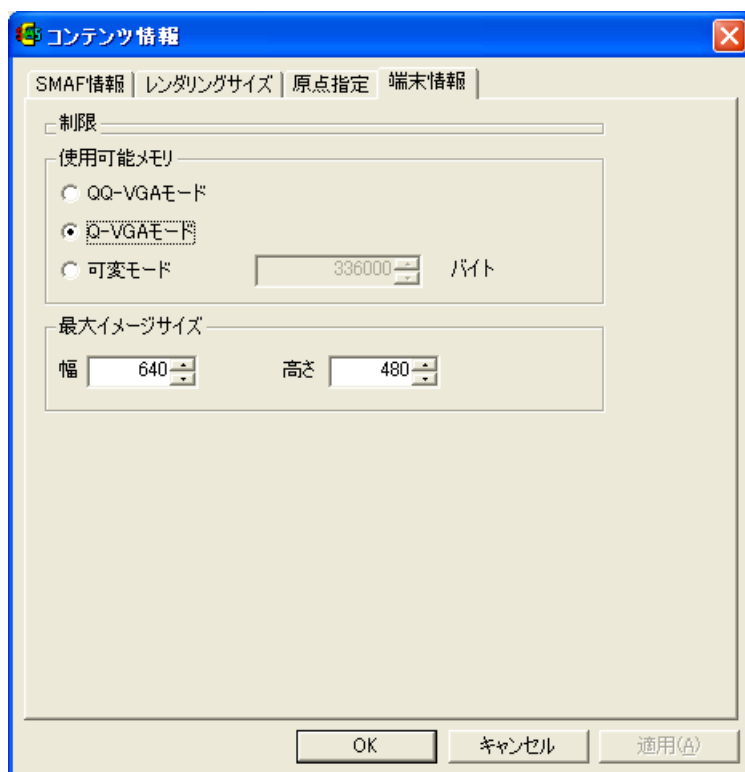 コンテンツ情報
SMAF情報 レンダリングサイズ 原点指定 端末情報
制限
使用可能メモリ
QQ-VGAモード
Q-VGAモード
可変モード 336000 バイト
最大イメージサイズ
幅 640 高さ 480
OK キャンセル 適用(A)